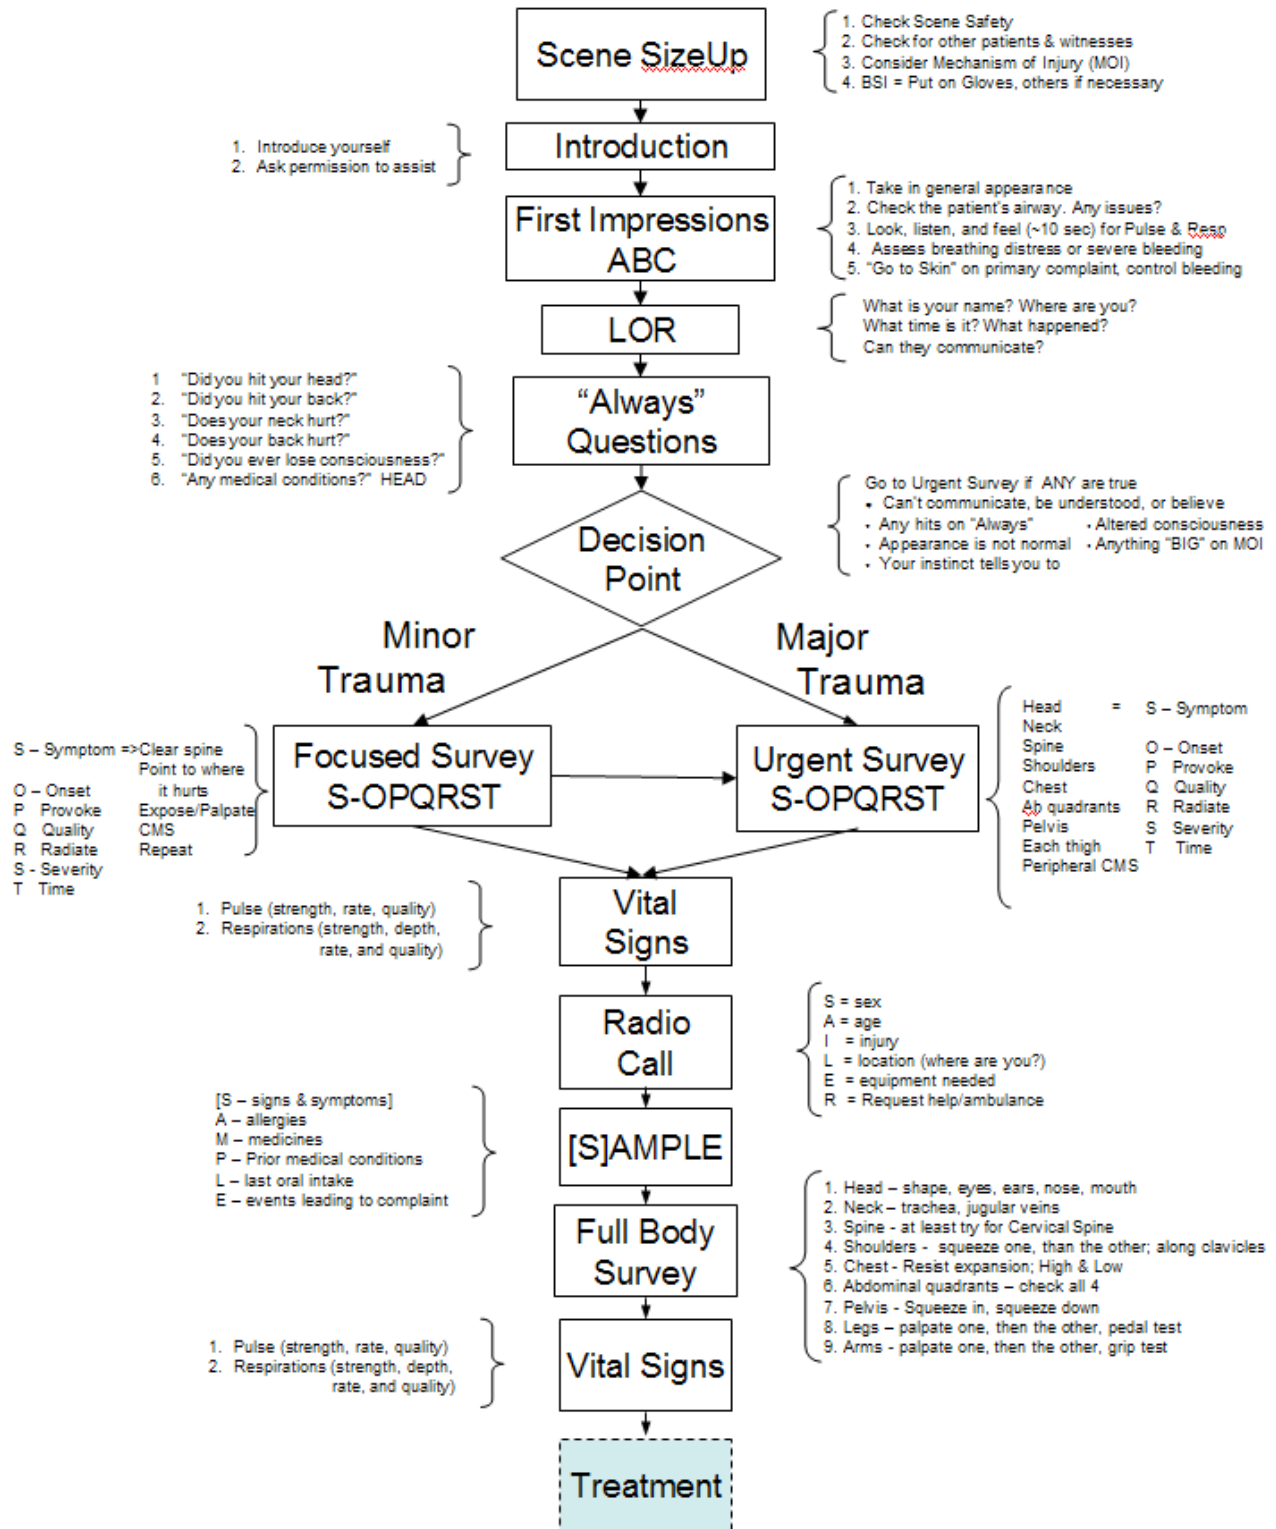 Scene SizeUp
1. Check Scene Safety
2. Check for other patients & witnesses
3. Consider Mechanism of Injury (MOI)
4. BSI = Put on Gloves, others if necessary
1. Introduce yourself
2. Ask permission to assist
Introduction
First Impressions
ABC
1. Take in general appearance
2. Check the patient's airway. Any issues?
3. Look, listen, and feel (~10 sec) for Pulse & Resp
4. Assess breathing distress or severe bleeding
5. "Go to Skin" on primary complaint, control bleeding
LOR
What is your name? Where are you?
What time is it? What happened?
Can they communicate?
1 "Did you hit your head?"
2. "Did you hit your back?"
3. "Does your neck hurt?"
4. "Does your back hurt?"
5. "Did you ever lose consciousness?"
6. "Any medical conditions?" HEAD
"Always"
Questions
Decision
Point
Go to Urgent Survey if ANY are true
• Can't communicate, be understood, or believe
• Any hits on "Always" • Altered consciousness
• Appearance is not normal • Anything "BIG" on MOI
• Your instinct tells you to
Minor
Trauma
Major
Trauma
S – Symptom =>Clear spine
Point to where
O – Onset it hurts
P Provoke Expose/Palpate
Q Quality CMS
R Radiate Repeat
S - Severity
T Time
Focused Survey
S-OPQRST
Urgent Survey
S-OPQRST
Head = S – Symptom
Neck
Spine O – Onset
Shoulders P Provoke
Chest Q Quality
Ab quadrants R Radiate
Pelvis S Severity
Each thigh T Time
Peripheral CMS
1. Pulse (strength, rate, quality)
2. Respirations (strength, depth,
rate, and quality)
Vital
Signs
Radio
Call
S = sex
A = age
I = injury
L = location (where are you?)
E = equipment needed
R = Request help/ambulance
[S – signs & symptoms]
A – allergies
M – medicines
P – Prior medical conditions
L – last oral intake
E – events leading to complaint
[S]AMPLE
Full Body
Survey
1. Head – shape, eyes, ears, nose, mouth
2. Neck – trachea, jugular veins
3. Spine - at least try for Cervical Spine
4. Shoulders - squeeze one, than the other; along clavicles
5. Chest - Resist expansion; High & Low
6. Abdominal quadrants – check all 4
7. Pelvis - Squeeze in, squeeze down
8. Legs – palpate one, then the other, pedal test
9. Arms - palpate one, then the other, grip test
1. Pulse (strength, rate, quality)
2. Respirations (strength, depth,
rate, and quality)
Vital Signs
Treatment